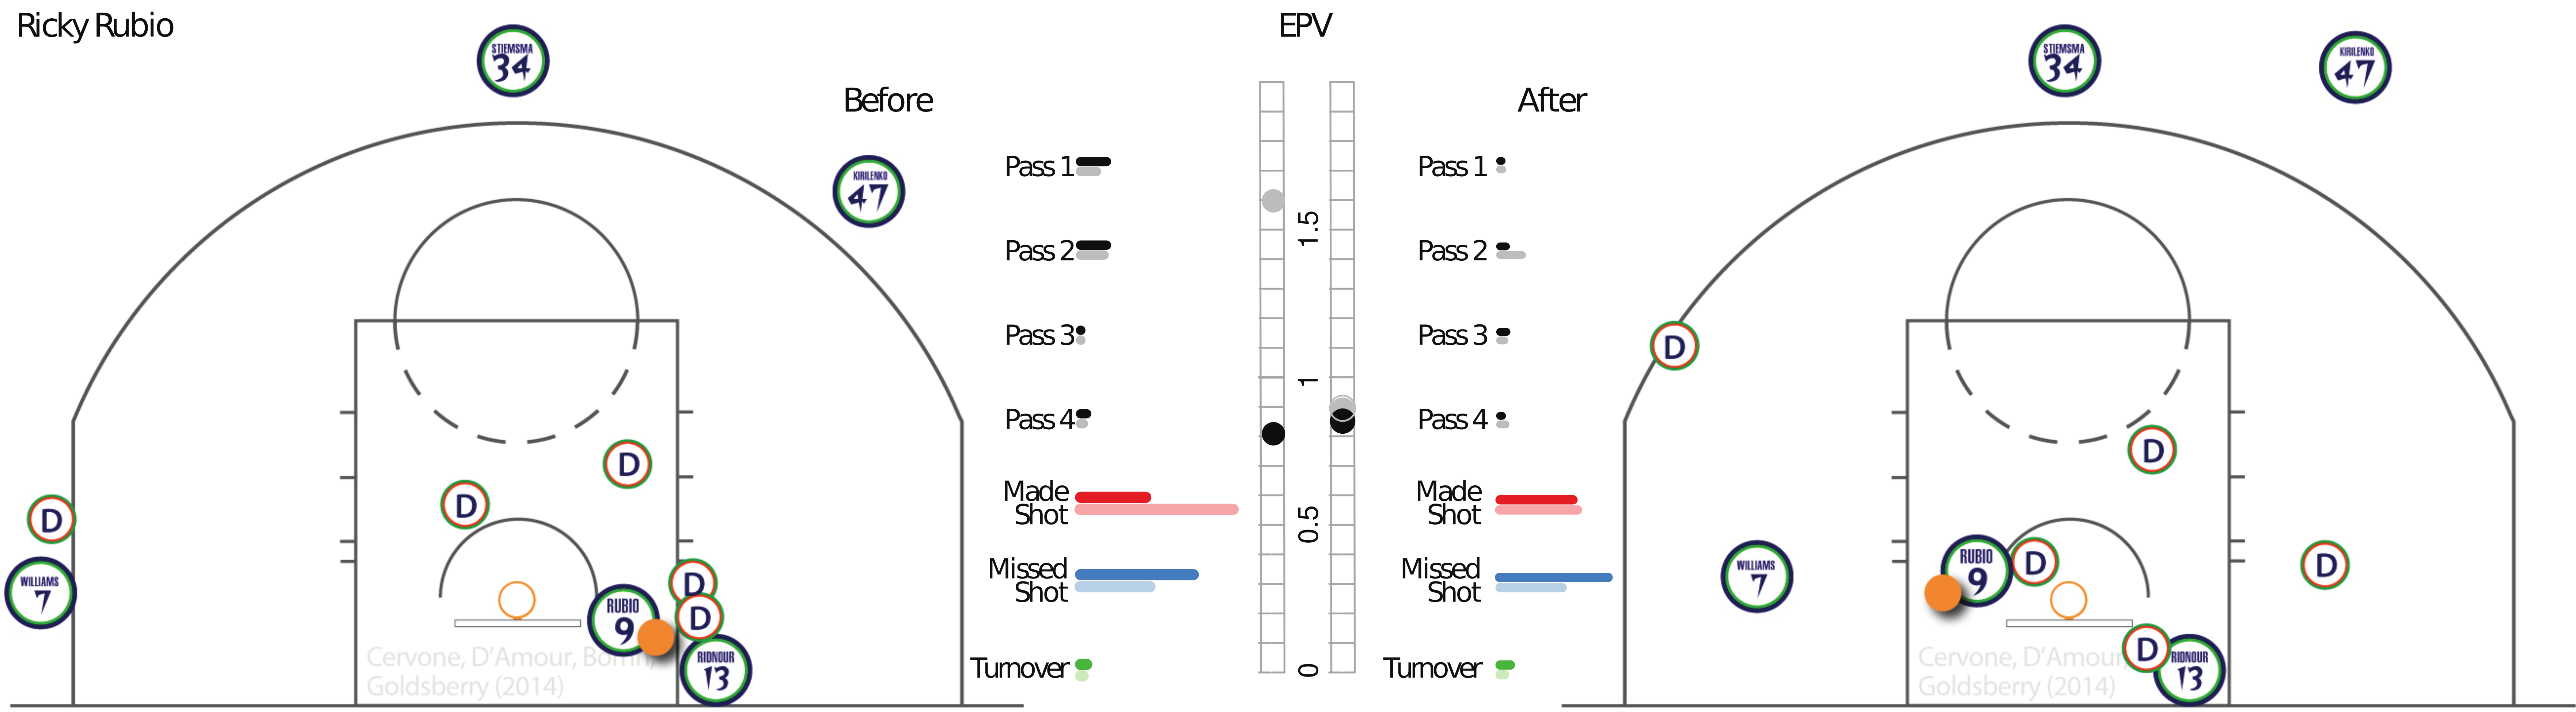 Ricky Rubio
STIEMSMA
34
KIRILENKO
47
D
D
D
WILLIAMS
7
D
D
RUBIO
9
RIDNOUR
13
Cervone, D'Amour, Bornn,
Goldsberry (2014)
Before
Pass 1
Pass 2
Pass 3
Pass 4
Made
Shot
Missed
Shot
Turnover
EPV
1.5
1
0.5
0
After
Pass 1
Pass 2
Pass 3
Pass 4
Made
Shot
Missed
Shot
Turnover
STIEMSMA
34
KIRILENKO
47
D
D
WILLIAMS
7
RUBIO
9
D
D
D
RIDNOUR
13
Cervone, D'Amour,
Goldsberry (2014)